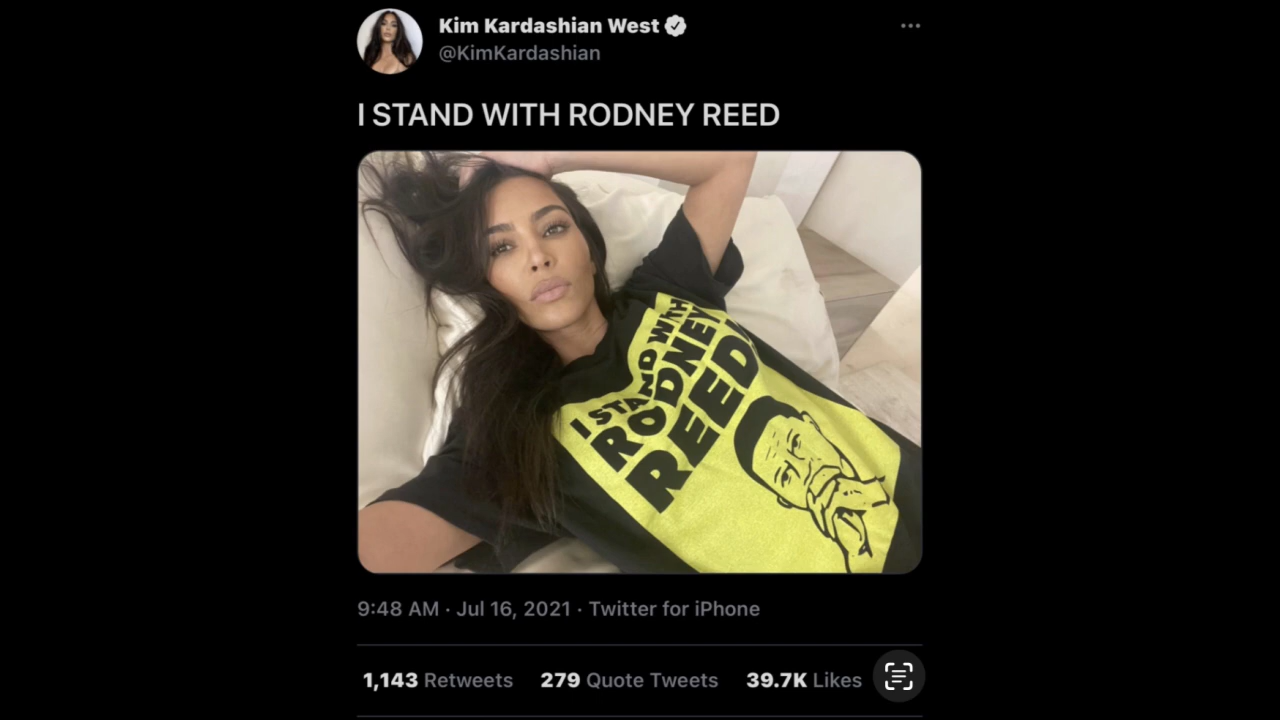 Kim Kardashian West
@KimKardashian
I STAND WITH RODNEY REED
I STAND WITH
RODNEY
REED
9:48 AM · Jul 16, 2021 · Twitter for iPhone
1,143 Retweets 279 Quote Tweets 39.7K Likes